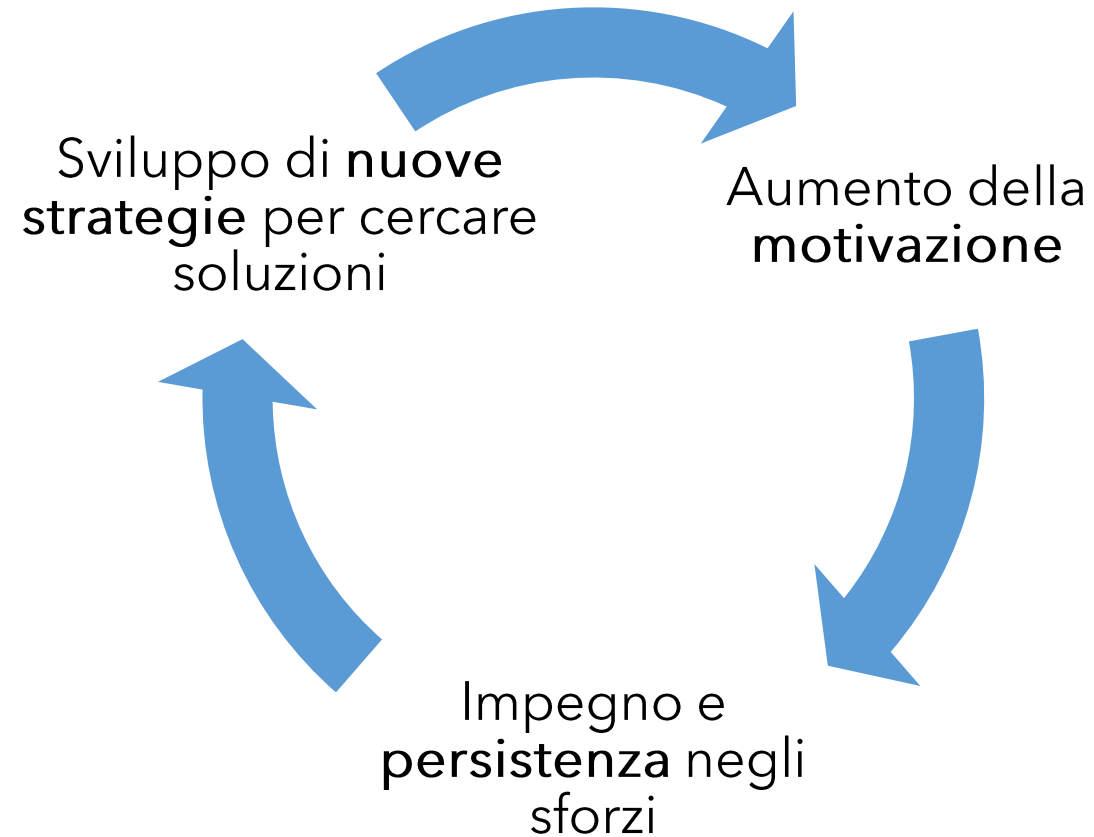 Sviluppo di nuove
strategie per cercare
soluzioni
Aumento della
motivazione
Impegno e
persistenza negli
sforzi